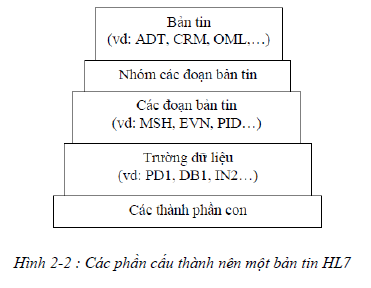 Bản tin
(vd: ADT, CRM, OML,…)
Nhóm các đoạn bản tin
Các đoạn bản tin
(vd: MSH, EVN, PID…)
Trường dữ liệu
(vd: PD1, DB1, IN2…)
Các thành phần con
Hình 2-2 : Các phần cấu thành nên một bản tin HL7